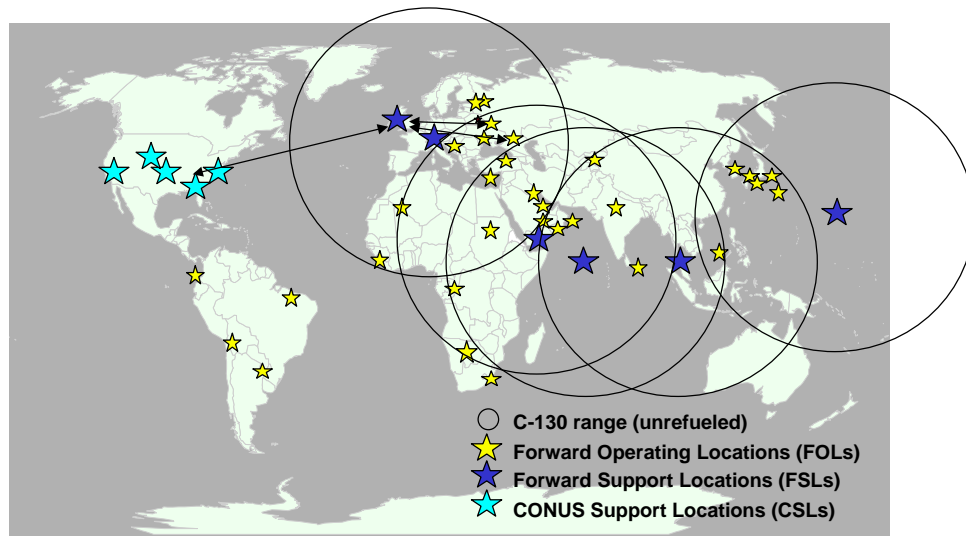 C-130 range (unrefueled)
Forward Operating Locations (FOLs)
Forward Support Locations (FSLs)
CONUS Support Locations (CSLs)